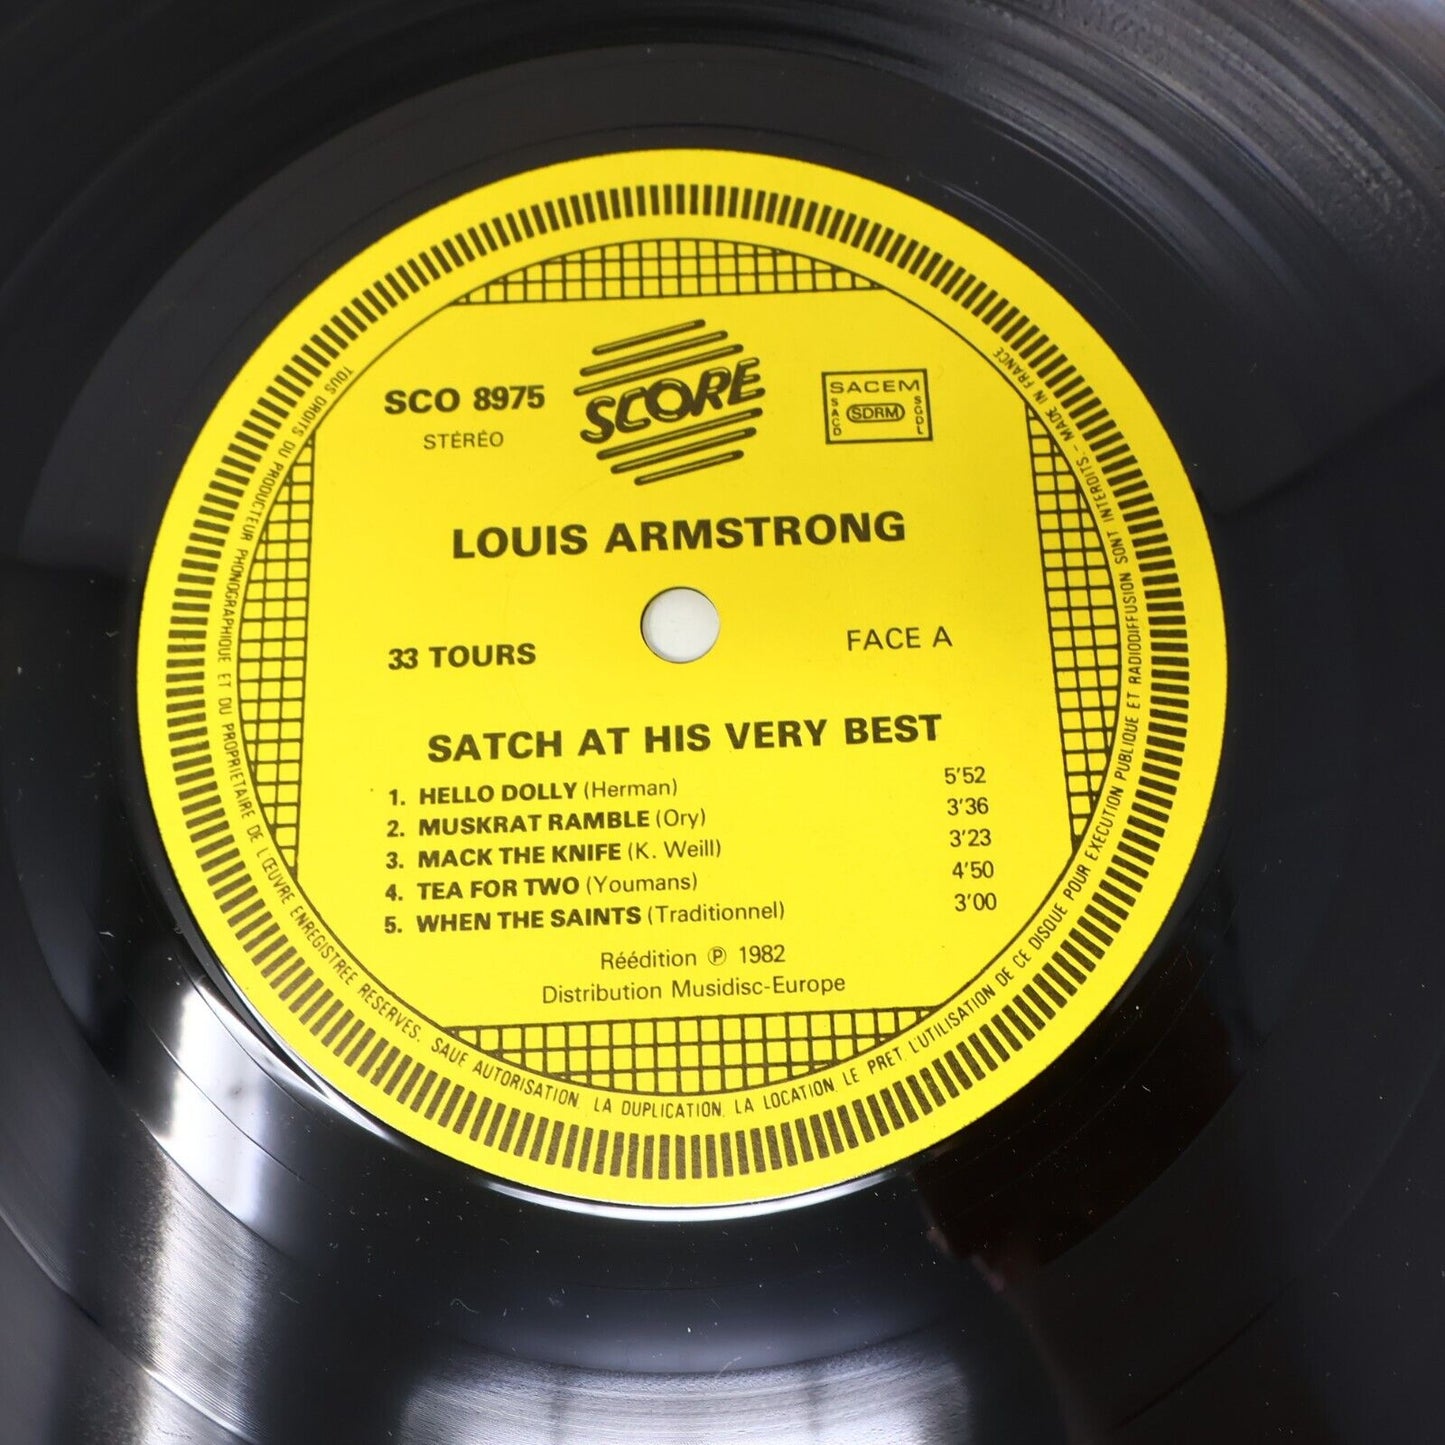 SCO 8975
STÉRÉO
SCORE
SACEM
SACD
SDRM
SGDL
LOUIS ARMSTRONG
33 TOURS
FACE A
SATCH AT HIS VERY BEST
1. HELLO DOLLY (Herman) 5'52
2. MUSKRAT RAMBLE (Ory) 3'36
3. MACK THE KNIFE (K. Weill) 3'23
4. TEA FOR TWO (Youmans) 4'50
5. WHEN THE SAINTS (Traditionnel) 3'00
Réédition ℗ 1982
Distribution Musidisc-Europe
TOUS DROITS DU PRODUCTEUR PHONOGRAPHIQUE ET DU PROPRIETAIRE DE L'ŒUVRE ENREGISTREE RESERVES. SAUF AUTORISATION, LA DUPLICATION, LA LOCATION, LE PRET, L'UTILISATION DE CE DISQUE POUR EXECUTION PUBLIQUE ET RADIODIFFUSION SONT INTERDITS. - MADE IN FRANCE